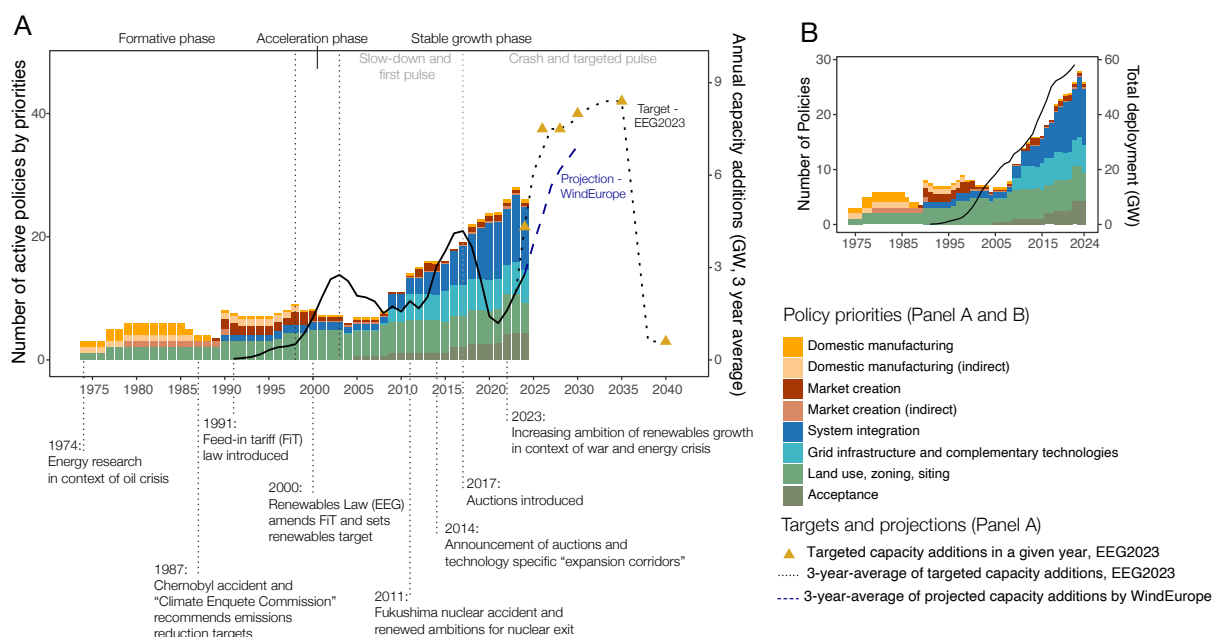 A
Formative phase
Acceleration phase
Stable growth phase
Slow-down and
first pulse
Crash and targeted pulse
Number of active policies by priorities
40
20
0
Annual capacity additions (GW, 3 year average)
9
6
3
0
Target -
EEG2023
Projection -
WindEurope
1975
1980
1985
1990
1995
2000
2005
2010
2015
2020
2025
2030
2035
2040
1974:
Energy research
in context of oil crisis
1987:
Chernobyl accident and
“Climate Enquete Commission”
recommends emissions
reduction targets
1991:
Feed-in tariff (FiT)
law introduced
2000:
Renewables Law (EEG)
amends FiT and sets
renewables target
2011:
Fukushima nuclear accident and
renewed ambitions for nuclear exit
2014:
Announcement of auctions and
technology specific “expansion corridors”
2017:
Auctions introduced
2023:
Increasing ambition of renewables growth
in context of war and energy crisis
B
Number of Policies
30
20
10
0
Total deployment (GW)
60
40
20
0
1975
1985
1995
2005
2015
2024
Policy priorities (Panel A and B)
Domestic manufacturing
Domestic manufacturing (indirect)
Market creation
Market creation (indirect)
System integration
Grid infrastructure and complementary technologies
Land use, zoning, siting
Acceptance
Targets and projections (Panel A)
Targeted capacity additions in a given year, EEG2023
3-year-average of targeted capacity additions, EEG2023
3-year-average of projected capacity additions by WindEurope